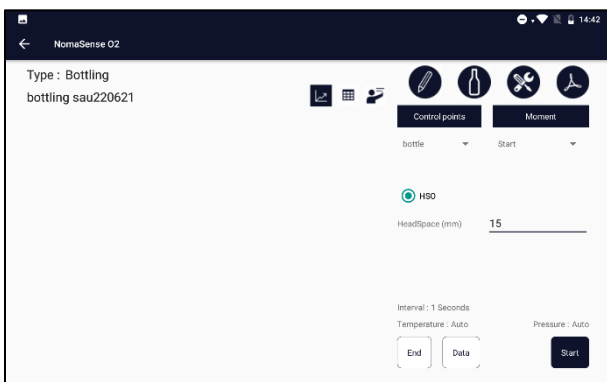 14:42
NomaSense O2
Type : Bottling
bottling sau220621
Control points
Moment
bottle
Start
HSO
HeadSpace (mm)
15
Interval : 1 Seconds
Temperature : Auto
Pressure : Auto
End
Data
Start